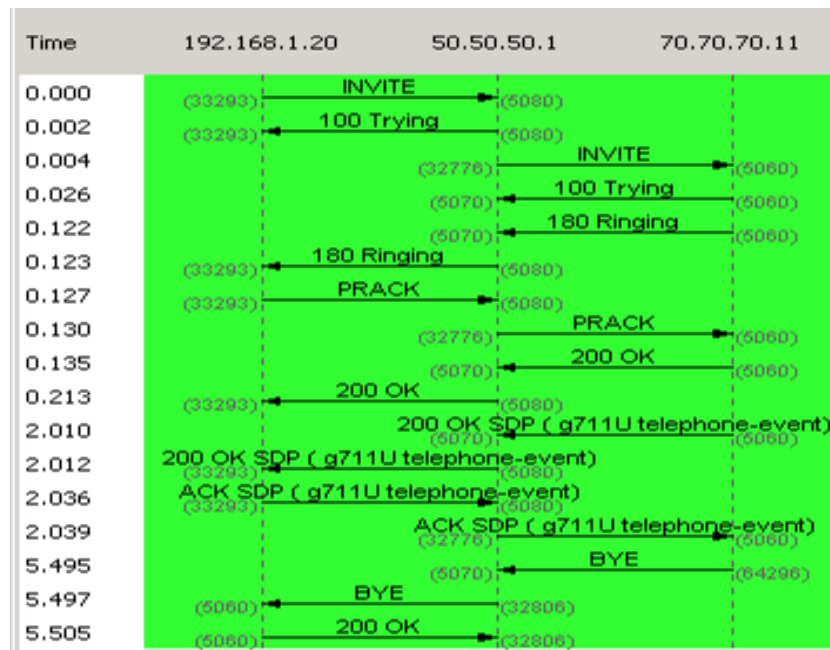 Time 192.168.1.20 50.50.50.1 70.70.70.11
0.000 INVITE
(33293) (5080)
0.002 100 Trying
(33293) (5080)
0.004 INVITE
(32776) (5060)
0.026 100 Trying
(5070) (5060)
0.122 180 Ringing
(5070) (5060)
0.123 180 Ringing
(33293) (5080)
0.127 PRACK
(33293) (5080)
0.130 PRACK
(32776) (5060)
0.135 200 OK
(5070) (5060)
0.213 200 OK
(33293) (5080)
2.010 200 OK SDP ( g711U telephone-event)
(5070) (5060)
2.012 200 OK SDP ( g711U telephone-event)
(33293) (5080)
2.036 ACK SDP ( g711U telephone-event)
(33293) (5080)
2.039 ACK SDP ( g711U telephone-event)
(32776) (5060)
5.495 BYE
(5070) (64296)
5.497 BYE
(5060) (32806)
5.505 200 OK
(5060) (32806)